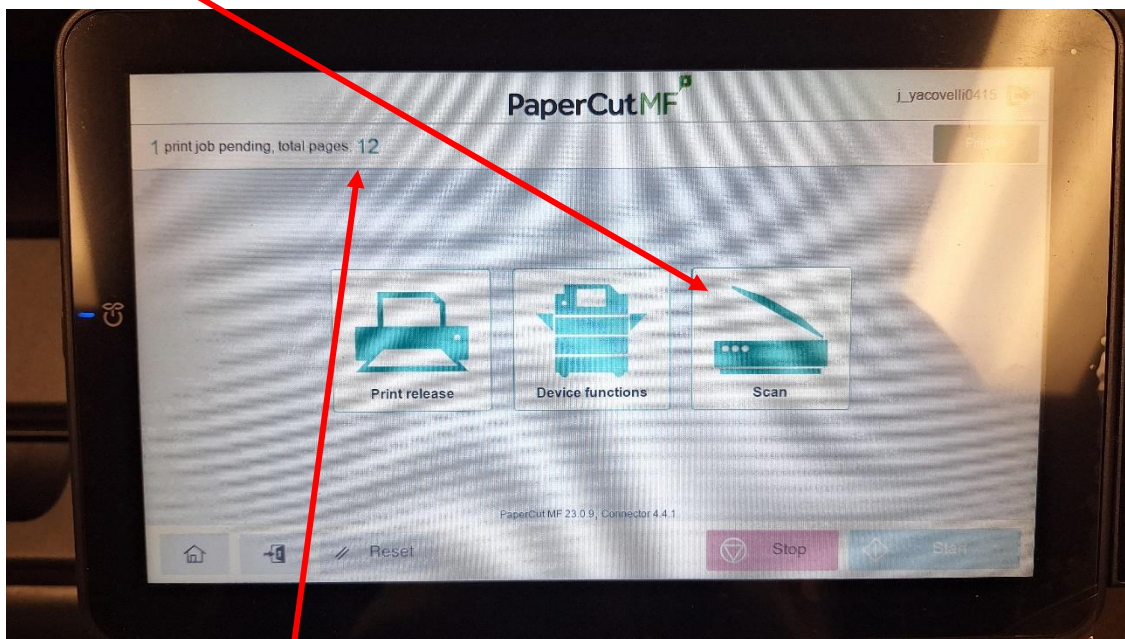 PaperCutMF
j_yacovelli0415
1 print job pending, total pages: 12
Print release
Device functions
Scan
PaperCut MF 23.0.9, Connector 4.4.1
Reset
Stop
Start